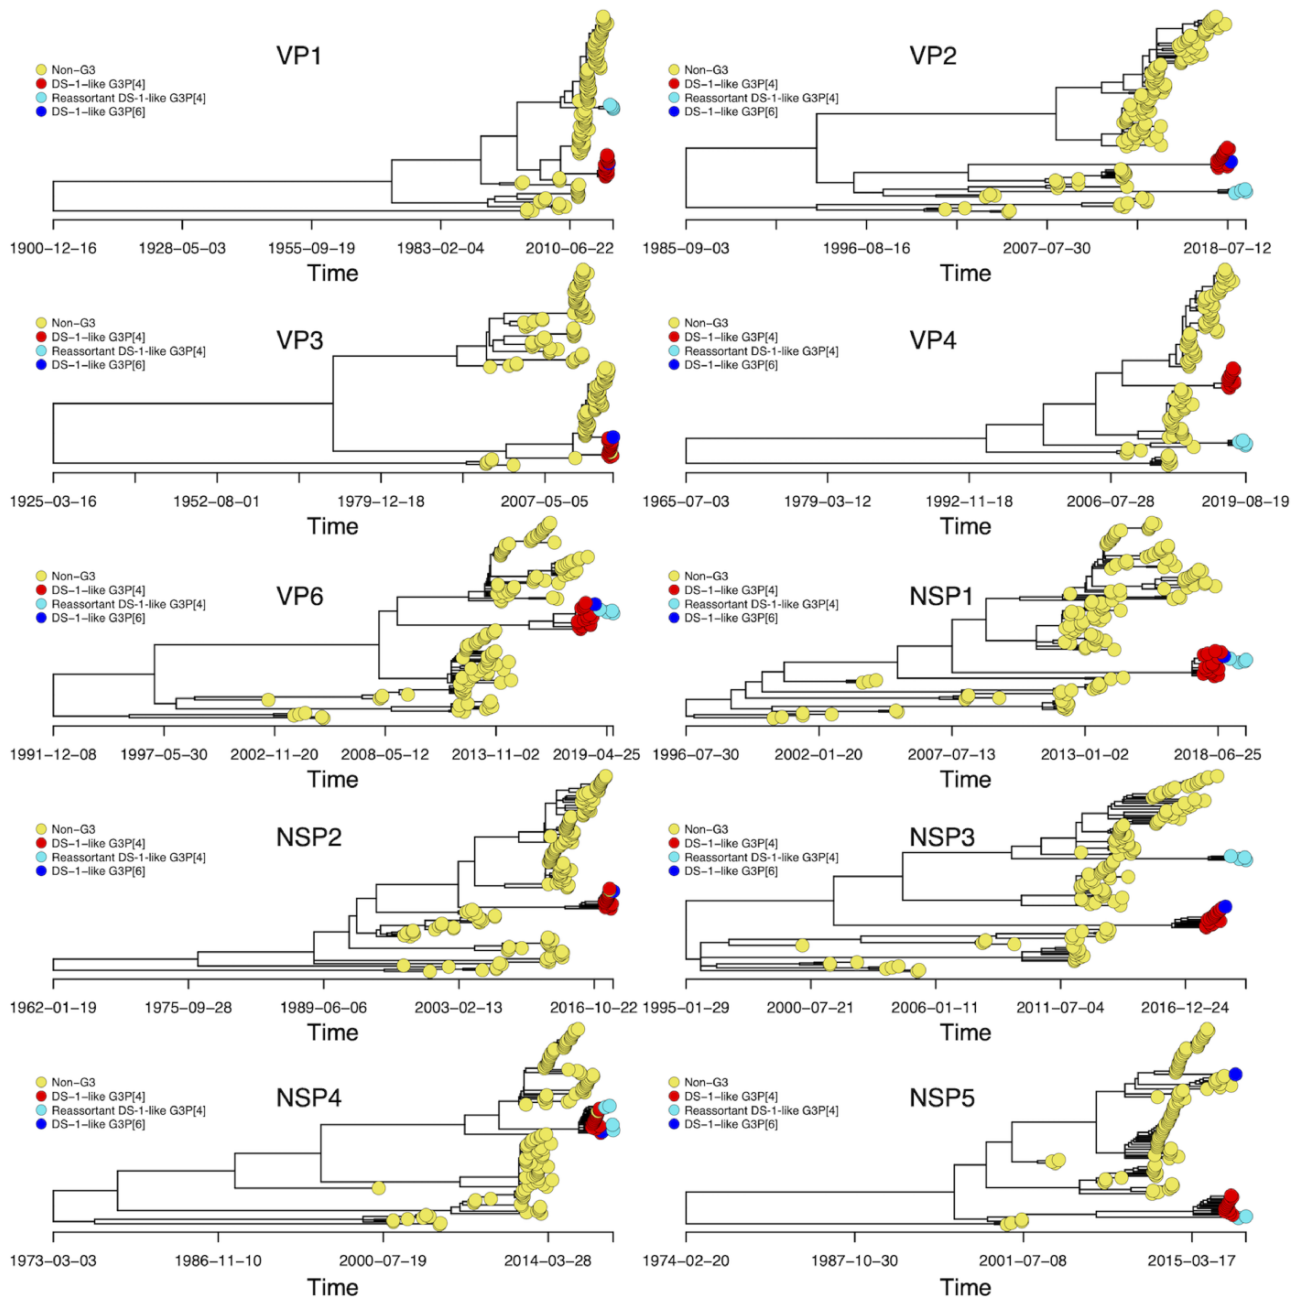 VP1
Non−G3
DS−1−like G3P[4]
Reassortant DS−1−like G3P[4]
DS−1−like G3P[6]
1900−12−16 1928−05−03 1955−09−19 1983−02−04 2010−06−22
Time
VP2
Non−G3
DS−1−like G3P[4]
Reassortant DS−1−like G3P[4]
DS−1−like G3P[6]
1985−09−03 1996−08−16 2007−07−30 2018−07−12
Time
VP3
Non−G3
DS−1−like G3P[4]
Reassortant DS-1-like G3P[4]
DS−1−like G3P[6]
1925−03−16 1952−08−01 1979−12−18 2007−05−05
Time
VP4
Non−G3
DS−1−like G3P[4]
Reassortant DS−1−like G3P[4]
DS−1−like G3P[6]
1965−07−03 1979−03−12 1992−11−18 2006−07−28 2019−08−19
Time
VP6
Non−G3
DS−1−like G3P[4]
Reassortant DS−1−like G3P[4]
DS−1−like G3P[6]
1991−12−08 1997−05−30 2002−11−20 2008−05−12 2013−11−02 2019−04−25
Time
NSP1
Non−G3
DS−1−like G3P[4]
Reassortant DS−1−like G3P[4]
DS−1−like G3P[6]
1996−07−30 2002−01−20 2007−07−13 2013−01−02 2018−06−25
Time
NSP2
Non−G3
DS−1−like G3P[4]
Reassortant DS−1−like G3P[4]
DS−1−like G3P[6]
1962−01−19 1975−09−28 1989−06−06 2003−02−13 2016−10−22
Time
NSP3
Non−G3
DS−1−like G3P[4]
Reassortant DS−1−like G3P[4]
DS−1−like G3P[6]
1995−01−29 2000−07−21 2006−01−11 2011−07−04 2016−12−24
Time
NSP4
Non−G3
DS−1−like G3P[4]
Reassortant DS−1−like G3P[4]
DS−1−like G3P[6]
1973−03−03 1986−11−10 2000−07−19 2014−03−28
Time
NSP5
Non−G3
DS−1−like G3P[4]
Reassortant DS−1−like G3P[4]
DS−1−like G3P[6]
1974−02−20 1987−10−30 2001−07−08 2015−03−17
Time